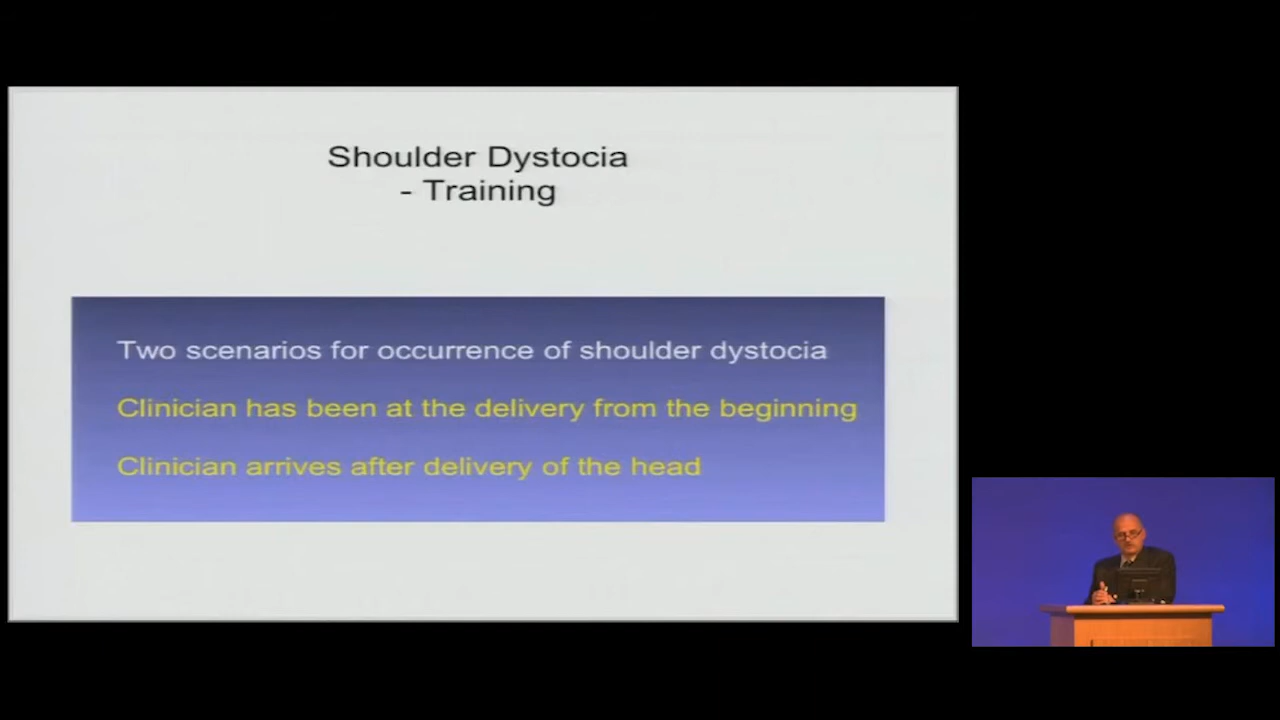 Shoulder Dystocia
- Training
Two scenarios for occurrence of shoulder dystocia
Clinician has been at the delivery from the beginning
Clinician arrives after delivery of the head